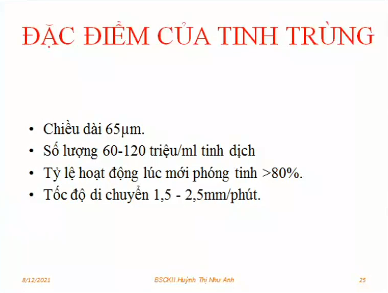 ĐẶC ĐIỂM CỦA TINH TRÙNG
• Chiều dài 65µm.
• Số lượng 60-120 triệu/ml tinh dịch
• Tỷ lệ hoạt động lúc mới phóng tinh >80%.
• Tốc độ di chuyển 1,5 - 2,5mm/phút.
8/12/2021 BSCKII Huỳnh Thị Như Anh 25